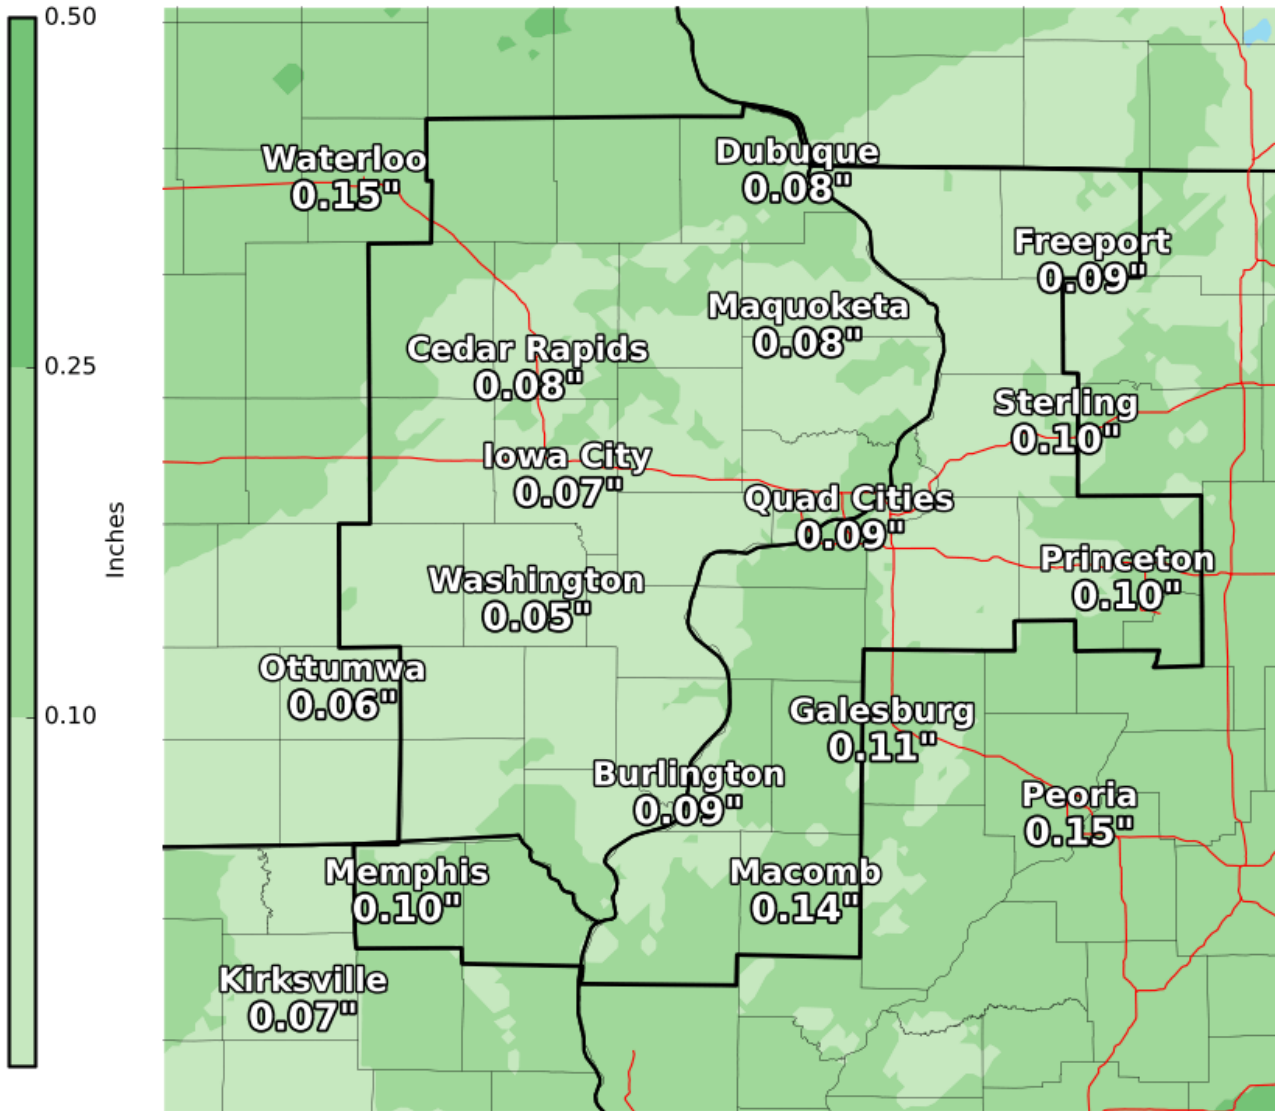 0.50
Dubuque
0.08"
Waterloo
0.15"
Freeport
0.09"
Maquoketa
0.08"
Cedar Rapids
0.08"
0.25
Sterling
0.10"
Iowa City
0.07"
Quad Cities
0.09"
Inches
Princeton
0.10"
Washington
0.05"
Ottumwa
0.06"
0.10
Galesburg
0.11"
Burlington
0.09"
Peoria
0.15"
Memphis
0.10"
Macomb
0.14"
Kirksville
0.07"